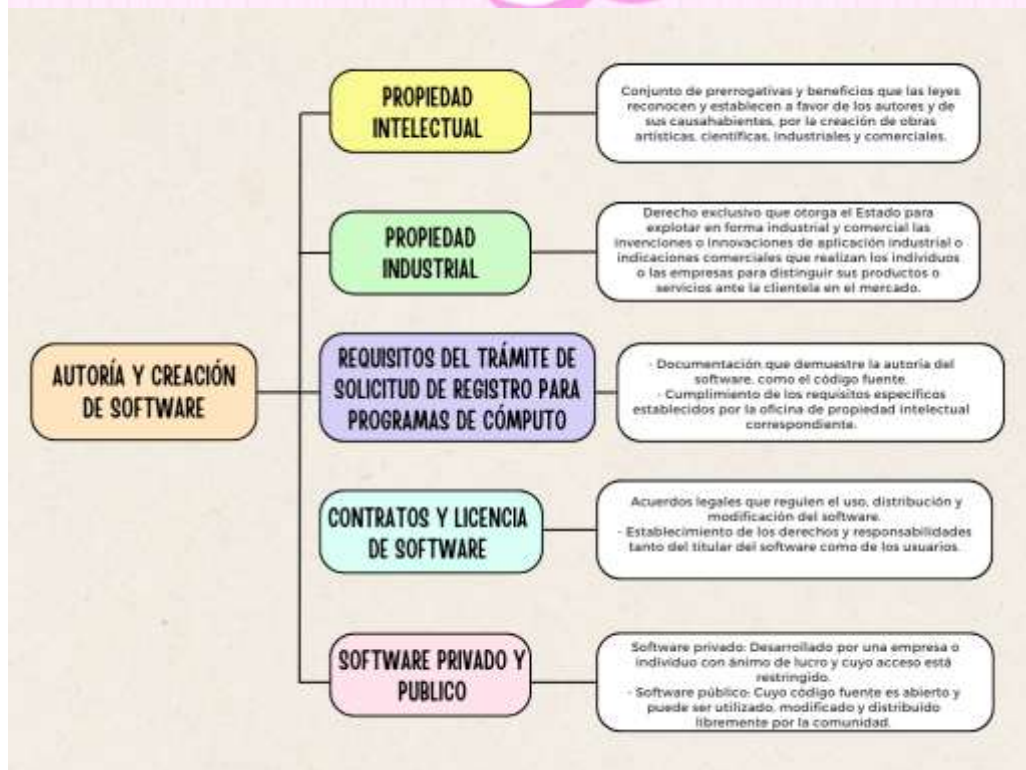 AUTORÍA Y CREACIÓN
DE SOFTWARE
PROPIEDAD
INTELECTUAL
Conjunto de prerrogativas y beneficios que las leyes
reconocen y establecen a favor de los autores y de
sus causahabientes, por la creación de obras
artísticas, científicas, industriales y comerciales.
PROPIEDAD
INDUSTRIAL
Derecho exclusivo que otorga el Estado para
explotar en forma industrial y comercial las
invenciones o innovaciones de aplicación industrial o
indicaciones comerciales que realizan los individuos
o las empresas para distinguir sus productos o
servicios ante la clientela en el mercado.
REQUISITOS DEL TRÁMITE DE
SOLICITUD DE REGISTRO PARA
PROGRAMAS DE CÓMPUTO
- Documentación que demuestre la autoría del
software, como el código fuente.
- Cumplimiento de los requisitos específicos
establecidos por la oficina de propiedad intelectual
correspondiente.
CONTRATOS Y LICENCIA
DE SOFTWARE
Acuerdos legales que regulen el uso, distribución y
modificación del software.
- Establecimiento de los derechos y responsabilidades
tanto del titular del software como de los usuarios.
SOFTWARE PRIVADO Y
PUBLICO
Software privado: Desarrollado por una empresa o
individuo con ánimo de lucro y cuyo acceso está
restringido.
- Software público: Cuyo código fuente es abierto y
puede ser utilizado, modificado y distribuido
libremente por la comunidad.